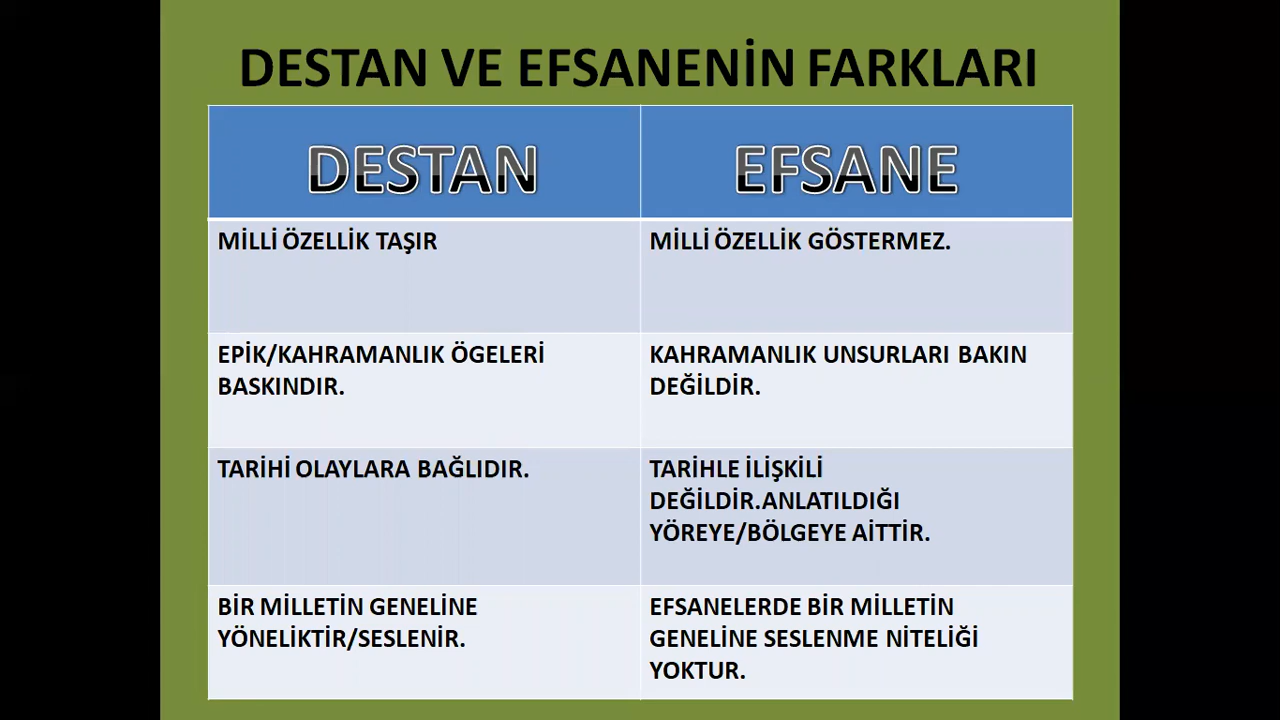 DESTAN VE EFSANENİN FARKLARI
DESTAN
EFSANE
MİLLİ ÖZELLİK TAŞIR
MİLLİ ÖZELLİK GÖSTERMEZ.
EPİK/KAHRAMANLIK ÖGELERİ
BASKINDIR.
KAHRAMANLIK UNSURLARI BAKIN
DEĞİLDİR.
TARİHİ OLAYLARA BAĞLIDIR.
TARİHLE İLİŞKİLİ
DEĞİLDİR.ANLATILDIĞI
YÖREYE/BÖLGEYE AİTTİR.
BİR MİLLETİN GENELİNE
YÖNELİKTİR/SESLENİR.
EFSANELERDE BİR MİLLETİN
GENELİNE SESLENME NİTELİĞİ
YOKTUR.